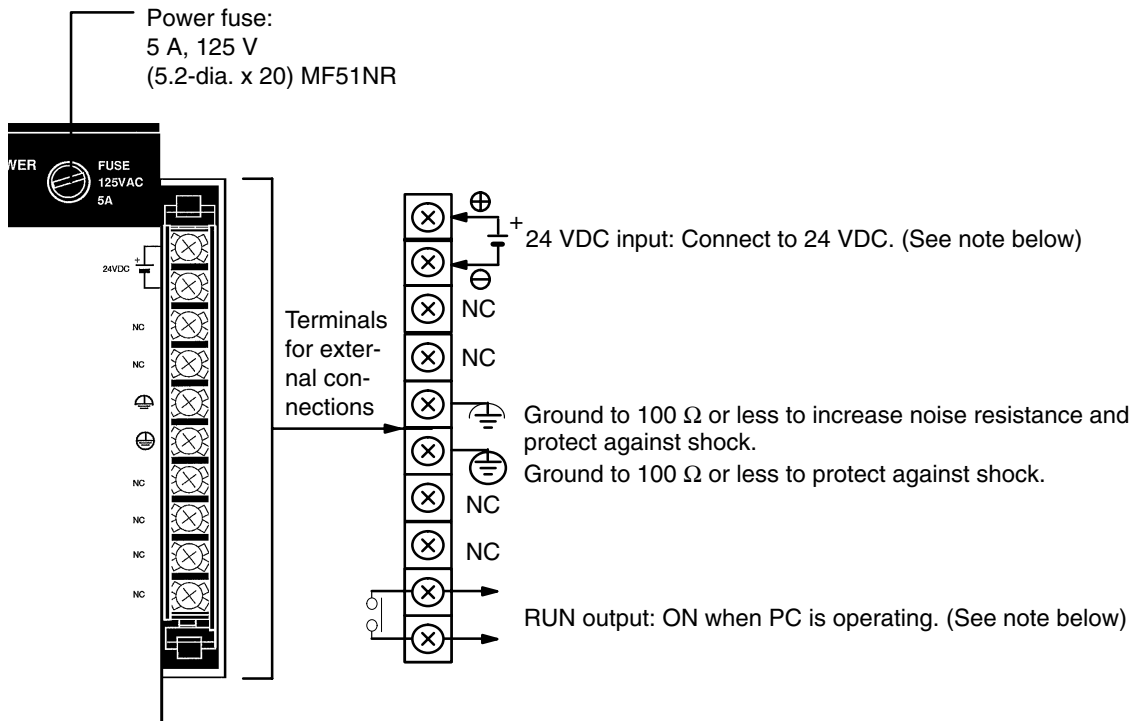 Power fuse:
5 A, 125 V
(5.2-dia. x 20) MF51NR
WER
FUSE
125VAC
5A
24VDC
+
NC
NC
NC
NC
NC
NC
Terminals
for exter-
nal con-
nections
+
24 VDC input: Connect to 24 VDC. (See note below)
NC
NC
Ground to 100 Ω or less to increase noise resistance and
protect against shock.
Ground to 100 Ω or less to protect against shock.
NC
NC
RUN output: ON when PC is operating. (See note below)